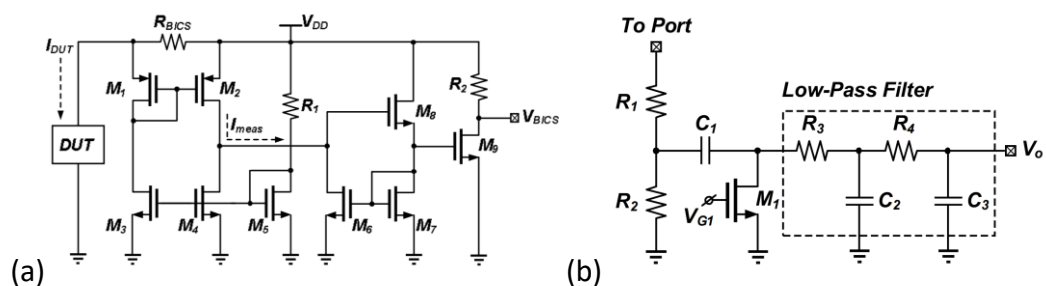 R_BICS
V_DD
I_DUT
M_1
M_2
R_1
R_2
I_meas
M_8
V_BICS
DUT
M_9
M_3
M_4
M_5
M_6
M_7
(a)
To Port
Low-Pass Filter
R_1
C_1
R_3
R_4
V_o
R_2
V_G1
M_1
C_2
C_3
(b)